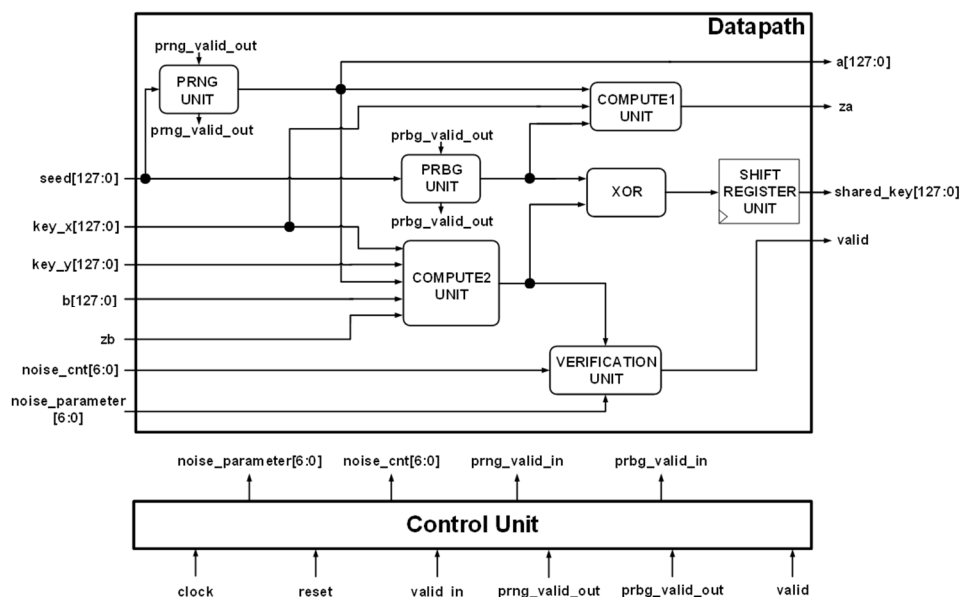 Datapath
prng_valid_out
PRNG
UNIT
prng_valid_out
a[127:0]
COMPUTE1
UNIT
za
prbg_valid_out
PRBG
UNIT
prbg_valid_out
seed[127:0]
XOR
SHIFT
REGISTER
UNIT
shared_key[127:0]
key_x[127:0]
valid
key_y[127:0]
COMPUTE2
UNIT
b[127:0]
zb
VERIFICATION
UNIT
noise_cnt[6:0]
noise_parameter
[6:0]
noise_parameter[6:0]
noise_cnt[6:0]
prng_valid_in
prbg_valid_in
Control Unit
clock
reset
valid_in
prng_valid_out
prbg_valid_out
valid